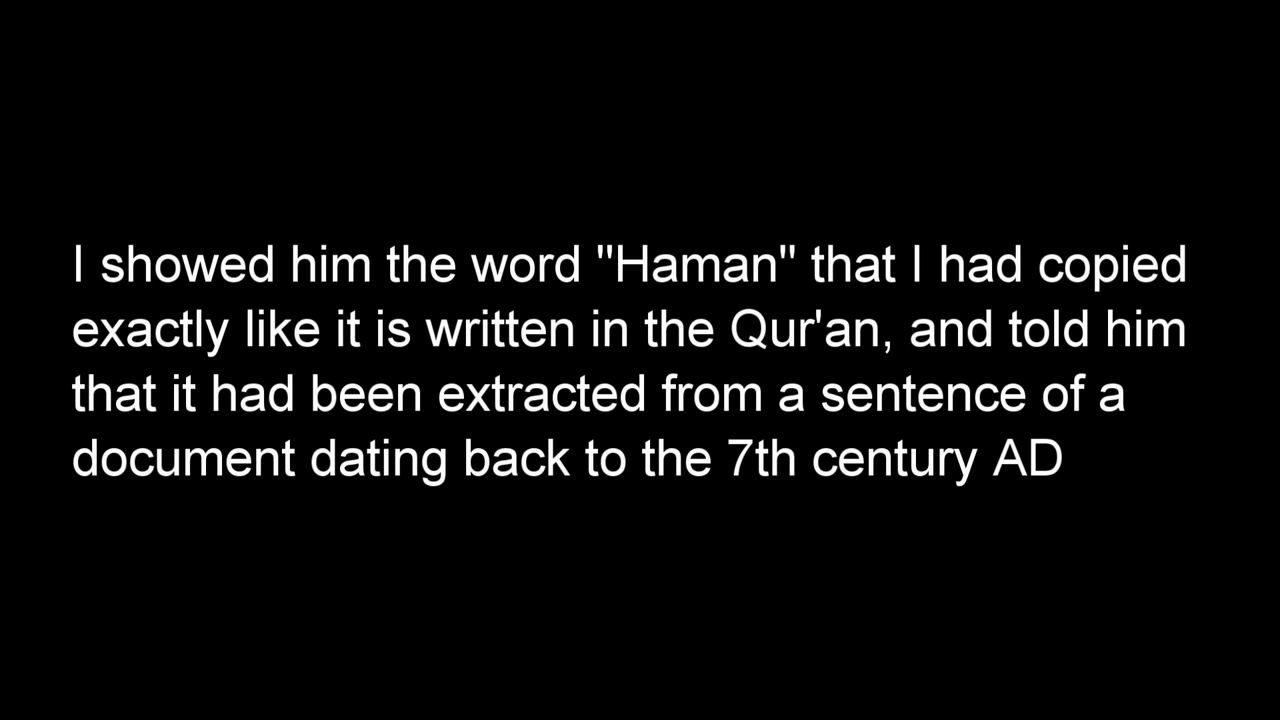 I showed him the word "Haman" that I had copied
exactly like it is written in the Qur'an, and told him
that it had been extracted from a sentence of a
document dating back to the 7th century AD